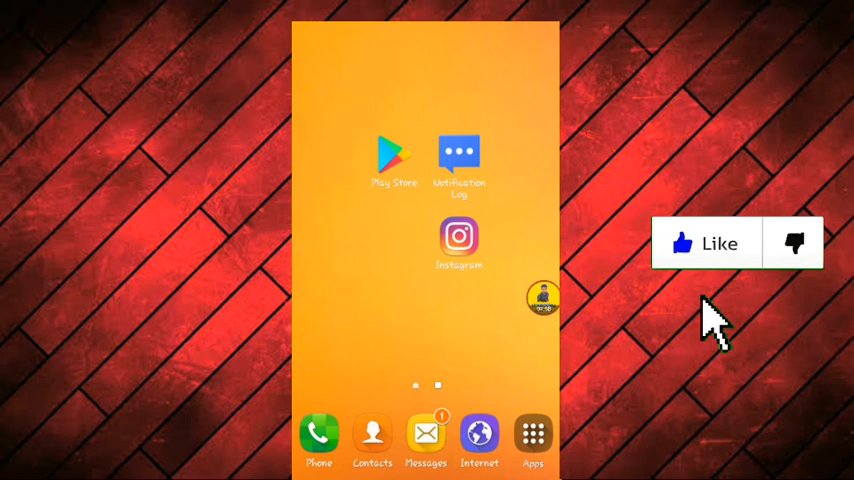 Play Store
Notification
Log
Instagram
Like
1
Phone
Contacts
Messages
Internet
Apps